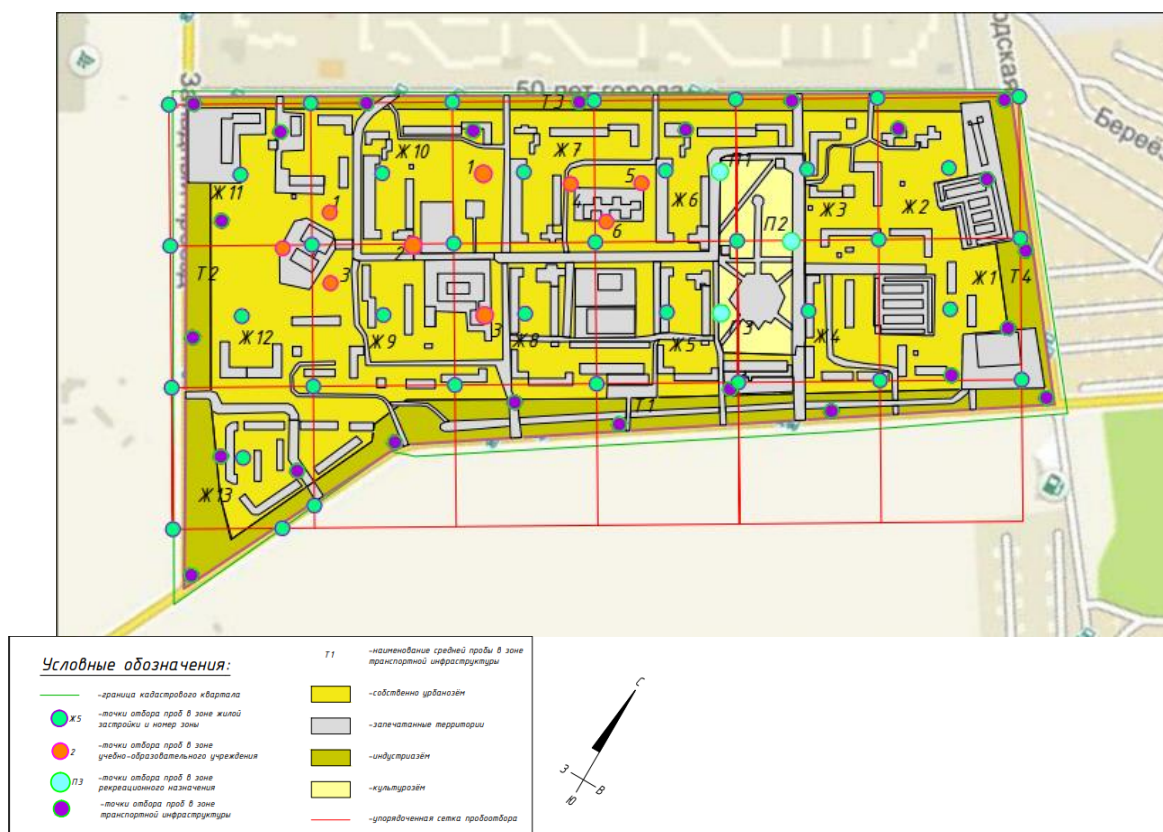 50 лет города
Т3
Берез
Ж10
Ж7
1
П1
5
Ж11
1
4
Ж6
Ж3
Ж2
6
П2
2
Т2
3
Ж1
Т4
3
П3
Ж12
Ж9
Ж8
Ж5
Ж4
Т1
Ж13
Условные обозначения:
-граница кадастрового квартала
Ж5
-точки отбора проб в зоне жилой
застройки и номер зоны
2
-точки отбора проб в зоне
учебно-образовательного учреждения
П3
-точки отбора проб в зоне
рекреационного назначения
-точки отбора проб в зоне
транспортной инфраструктуры
Т1
-наименование средней пробы в зоне
транспортной инфраструктуры
-собственно урбанозём
-запечатанные территории
-индустриазём
-культурозём
-упорядоченная сетка пробоотбора
С
З
В
Ю